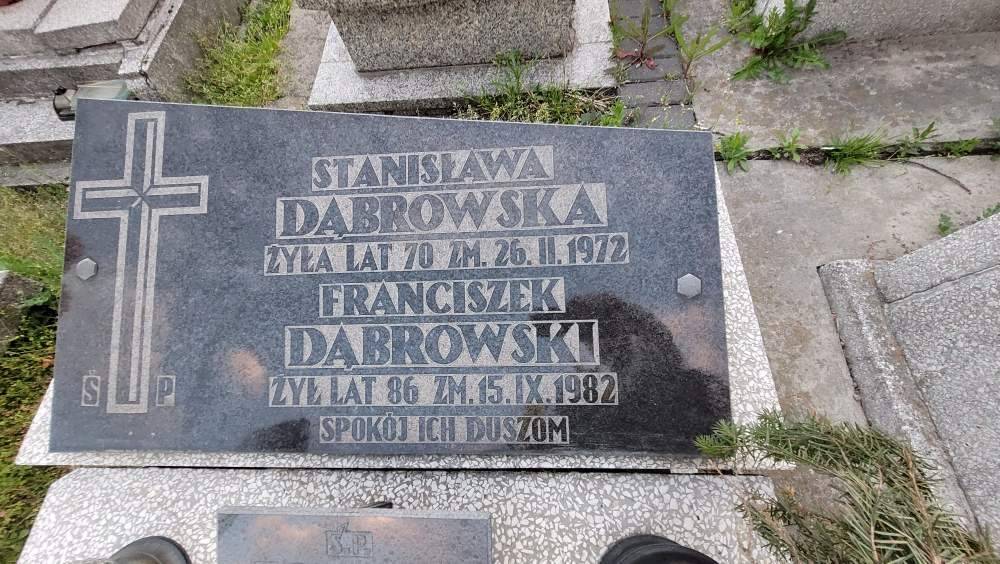 STANISŁAWA
DĄBROWSKA
ŻYŁA LAT 70 ZM. 26. II. 1972
FRANCISZEK
DĄBROWSKI
ŻYŁ LAT 86 ZM. 15. IX. 1982
Ś P
SPOKÓJ ICH DUSZOM
Ś.P.